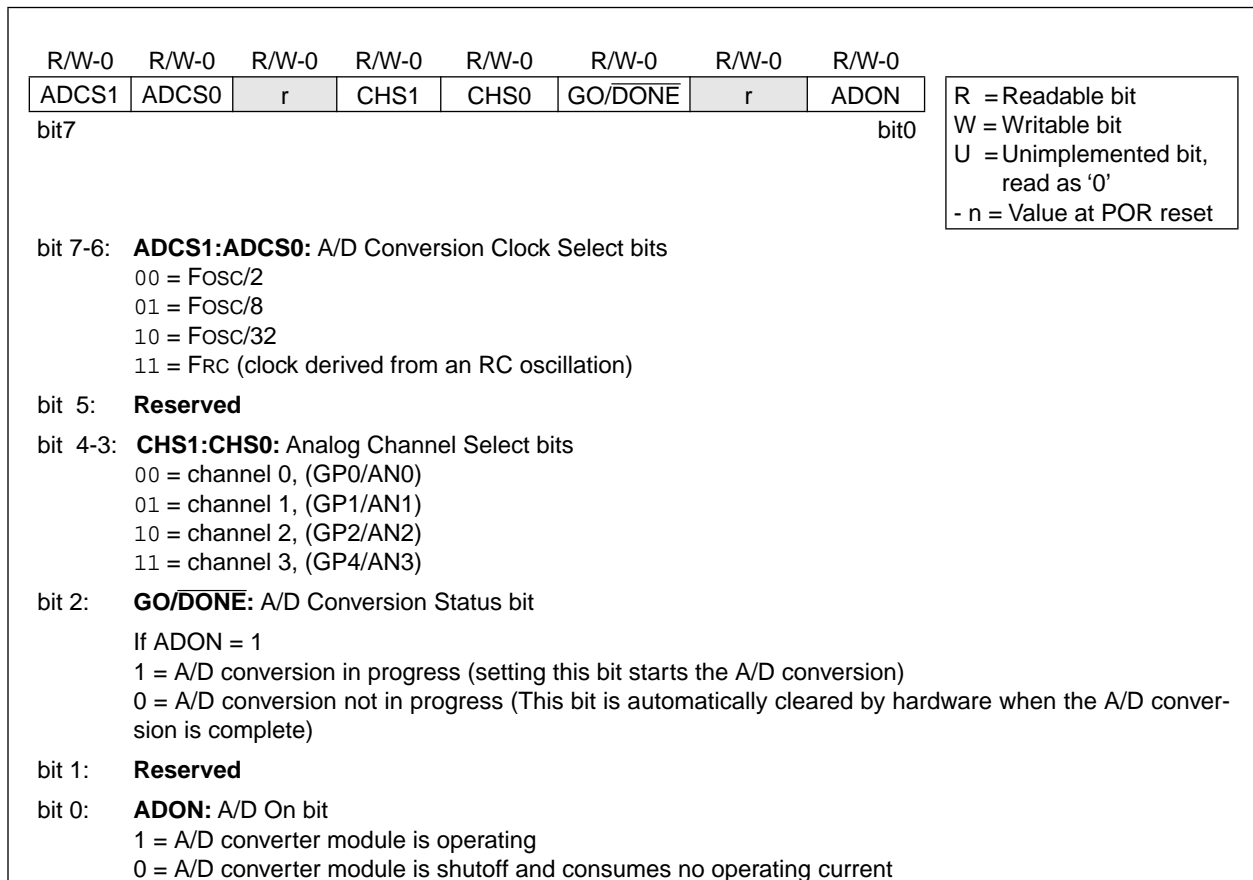 R/W-0 R/W-0 R/W-0 R/W-0 R/W-0 R/W-0 R/W-0 R/W-0
ADCS1 ADCS0 r CHS1 CHS0 GO/DONE r ADON
bit7 bit0
R = Readable bit
W = Writable bit
U = Unimplemented bit,
read as ‘0’
- n = Value at POR reset
bit 7-6: ADCS1:ADCS0: A/D Conversion Clock Select bits
00 = FOSC/2
01 = FOSC/8
10 = FOSC/32
11 = FRC (clock derived from an RC oscillation)
bit 5: Reserved
bit 4-3: CHS1:CHS0: Analog Channel Select bits
00 = channel 0, (GP0/AN0)
01 = channel 1, (GP1/AN1)
10 = channel 2, (GP2/AN2)
11 = channel 3, (GP4/AN3)
bit 2: GO/DONE: A/D Conversion Status bit
If ADON = 1
1 = A/D conversion in progress (setting this bit starts the A/D conversion)
0 = A/D conversion not in progress (This bit is automatically cleared by hardware when the A/D conver-
sion is complete)
bit 1: Reserved
bit 0: ADON: A/D On bit
1 = A/D converter module is operating
0 = A/D converter module is shutoff and consumes no operating current